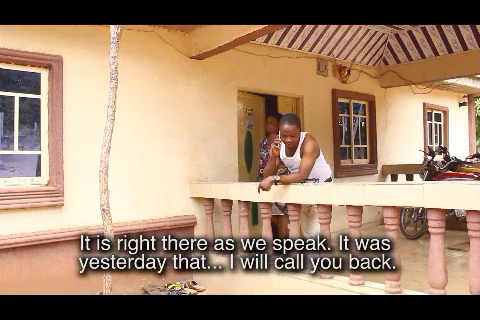 It is right there as we speak. It was
yesterday that... I will call you back.